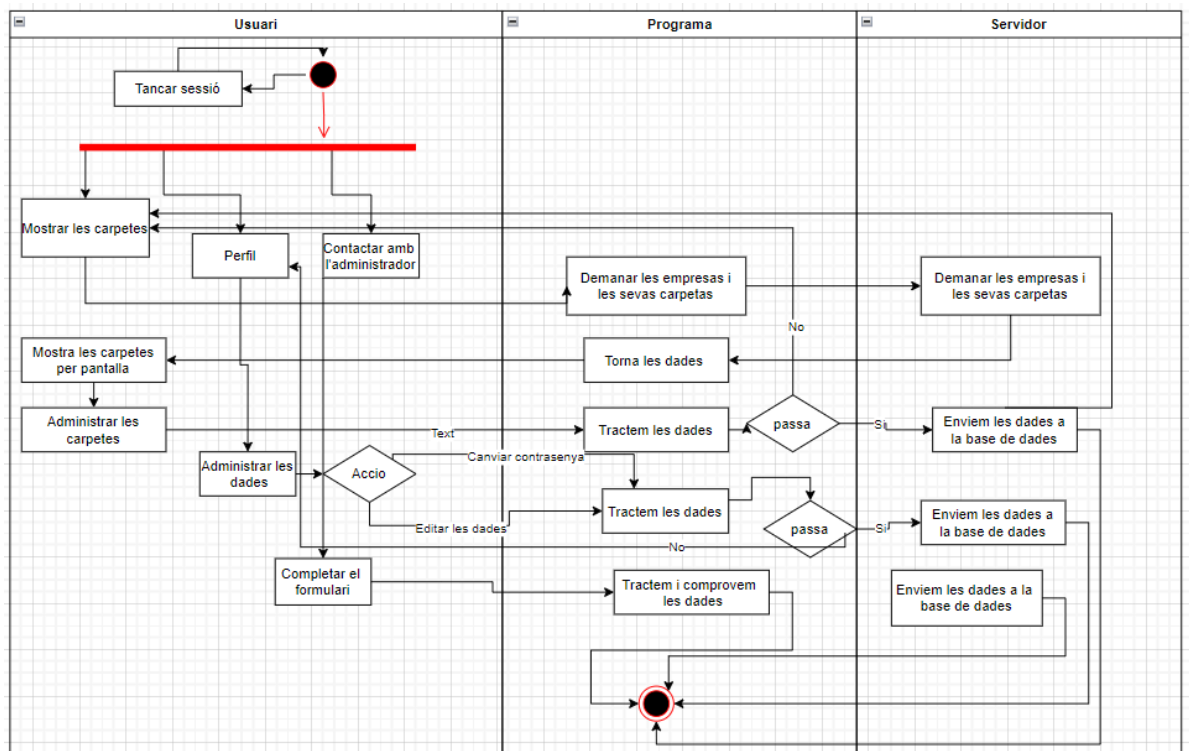 Usuari
Programa
Servidor
Tancar sessió
Mostrar les carpetes
Perfil
Contactar amb
l'administrador
Demanar les empresas i
les sevas carpetas
Demanar les empresas i
les sevas carpetas
No
Mostra les carpetes
per pantalla
Torna les dades
Administrar les
carpetes
Text
Tractem les dades
passa
Si
Enviem les dades a
la base de dades
Administrar les
dades
Accio
Canviar contrasenya
Editar les dades
Tractem les dades
passa
Si
No
Enviem les dades a
la base de dades
Completar el
formulari
Tractem i comprovem
les dades
Enviem les dades a la
base de dades